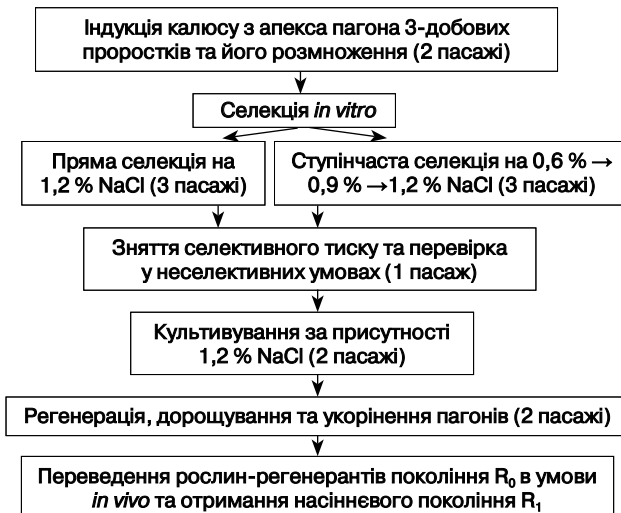 Індукція калюсу з апекса пагона 3-добових
проростків та його розмноження (2 пасажі)
Селекція in vitro
Пряма селекція на
1,2 % NaCl (3 пасажі)
Ступінчаста селекція на 0,6 % →
0,9 % →1,2 % NaCl (3 пасажі)
Зняття селективного тиску та перевірка
у неселективних умовах (1 пасаж)
Культивування за присутності
1,2 % NaCl (2 пасажі)
Регенерація, дорощування та укорінення пагонів (2 пасажі)
Переведення рослин-регенерантів покоління R₀ в умови
in vivo та отримання насіннєвого покоління R₁